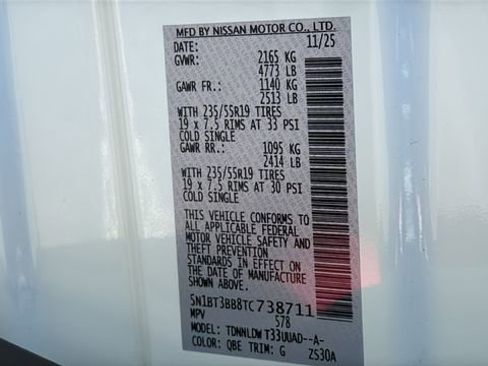 MFD BY NISSAN MOTOR CO., LTD.
DATE: 11/25
GVWR: 2165 KG
4773 LB
GAWR FR.: 1140 KG
2513 LB
WITH 235/55R19 TIRES
19 x 7.5 RIMS AT 33 PSI
COLD SINGLE
GAWR RR.: 1095 KG
2414 LB
WITH 235/55R19 TIRES
19 x 7.5 RIMS AT 30 PSI
COLD SINGLE
THIS VEHICLE CONFORMS TO
ALL APPLICABLE FEDERAL
MOTOR VEHICLE SAFETY AND
THEFT PREVENTION
STANDARDS IN EFFECT ON
THE DATE OF MANUFACTURE
SHOWN ABOVE.
5N1BT3BB8TC738711
MPV 578
MODEL: TDNNLDW T33UUAD--A-
COLOR: QBE TRIM: G ZS30A